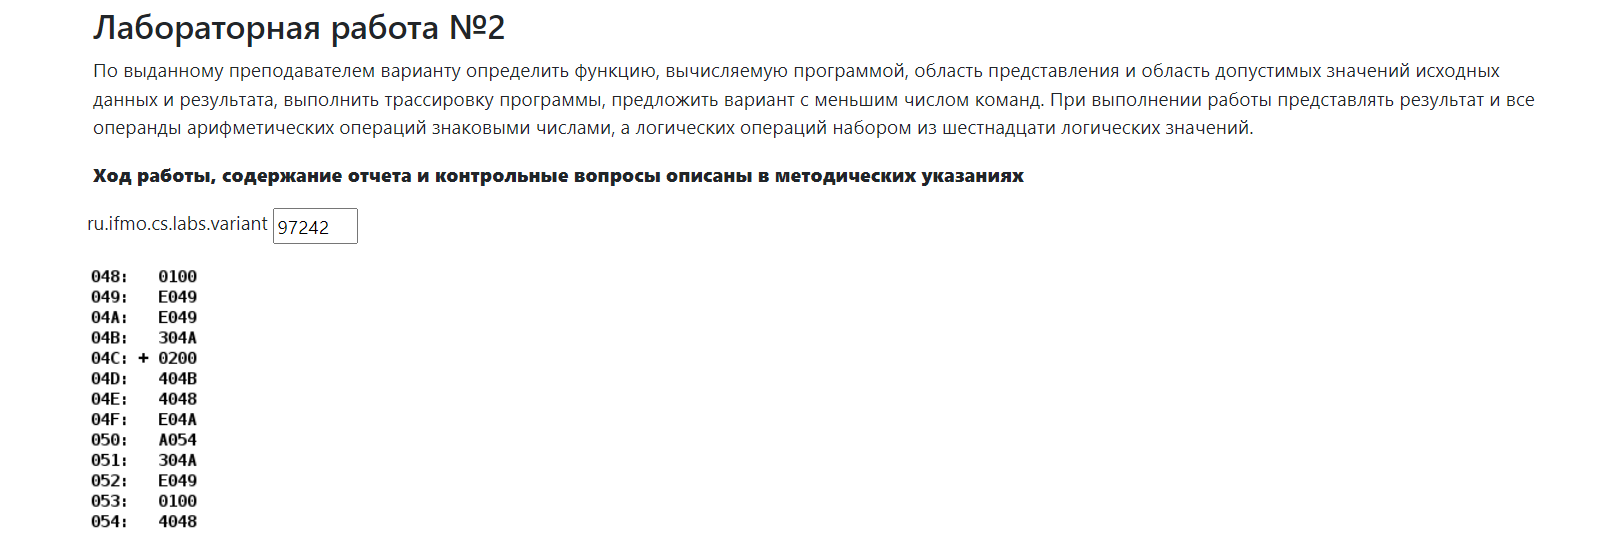 Лабораторная работа №2
По выданному преподавателем варианту определить функцию, вычисляемую программой, область представления и область допустимых значений исходных
данных и результата, выполнить трассировку программы, предложить вариант с меньшим числом команд. При выполнении работы представлять результат и все
операнды арифметических операций знаковыми числами, а логических операций набором из шестнадцати логических значений.
Ход работы, содержание отчета и контрольные вопросы описаны в методических указаниях
ru.ifmo.cs.labs.variant 97242
048: 0100
049: E049
04A: E049
04B: 304A
04C: + 0200
04D: 404B
04E: 4048
04F: E04A
050: A054
051: 304A
052: E049
053: 0100
054: 4048